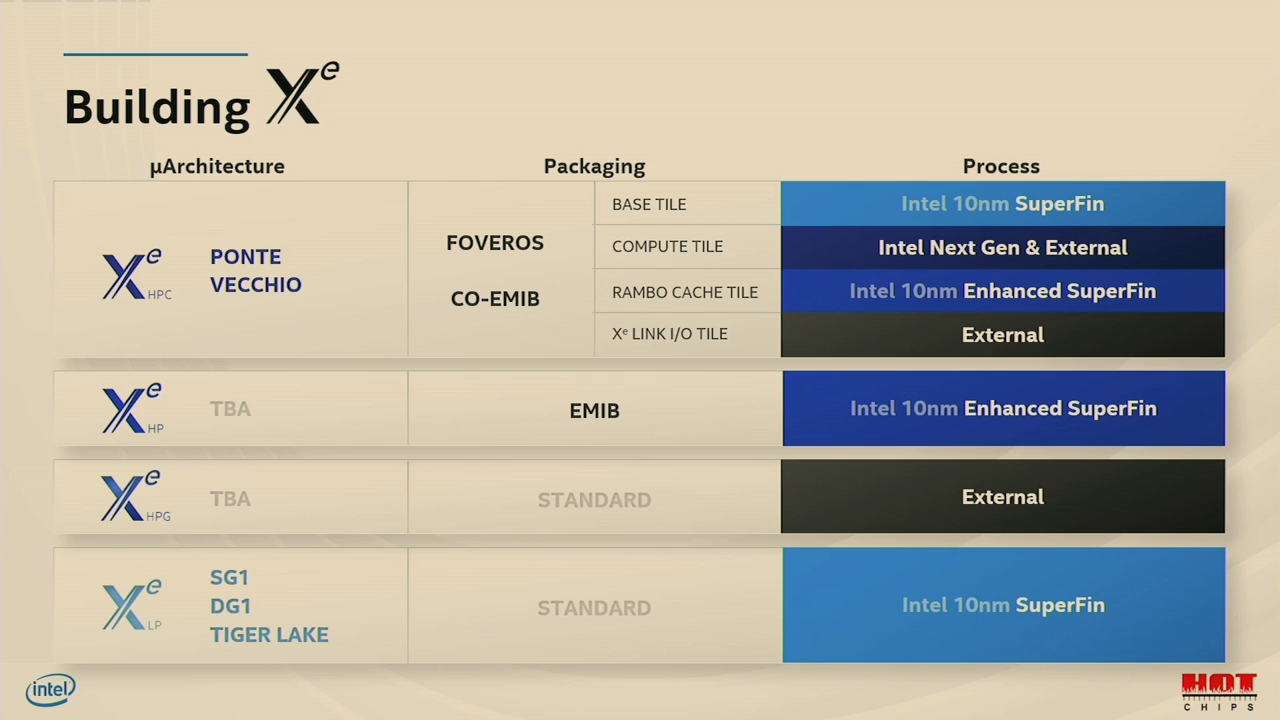 Building Xe
µArchitecture Packaging Process
Xe HPC PONTE VECCHIO
FOVEROS
CO-EMIB
BASE TILE Intel 10nm SuperFin
COMPUTE TILE Intel Next Gen & External
RAMBO CACHE TILE Intel 10nm Enhanced SuperFin
Xe LINK I/O TILE External
Xe HP TBA EMIB Intel 10nm Enhanced SuperFin
Xe HPG TBA STANDARD External
Xe LP
SG1
DG1
TIGER LAKE
STANDARD Intel 10nm SuperFin
intel
HOT
CHIPS